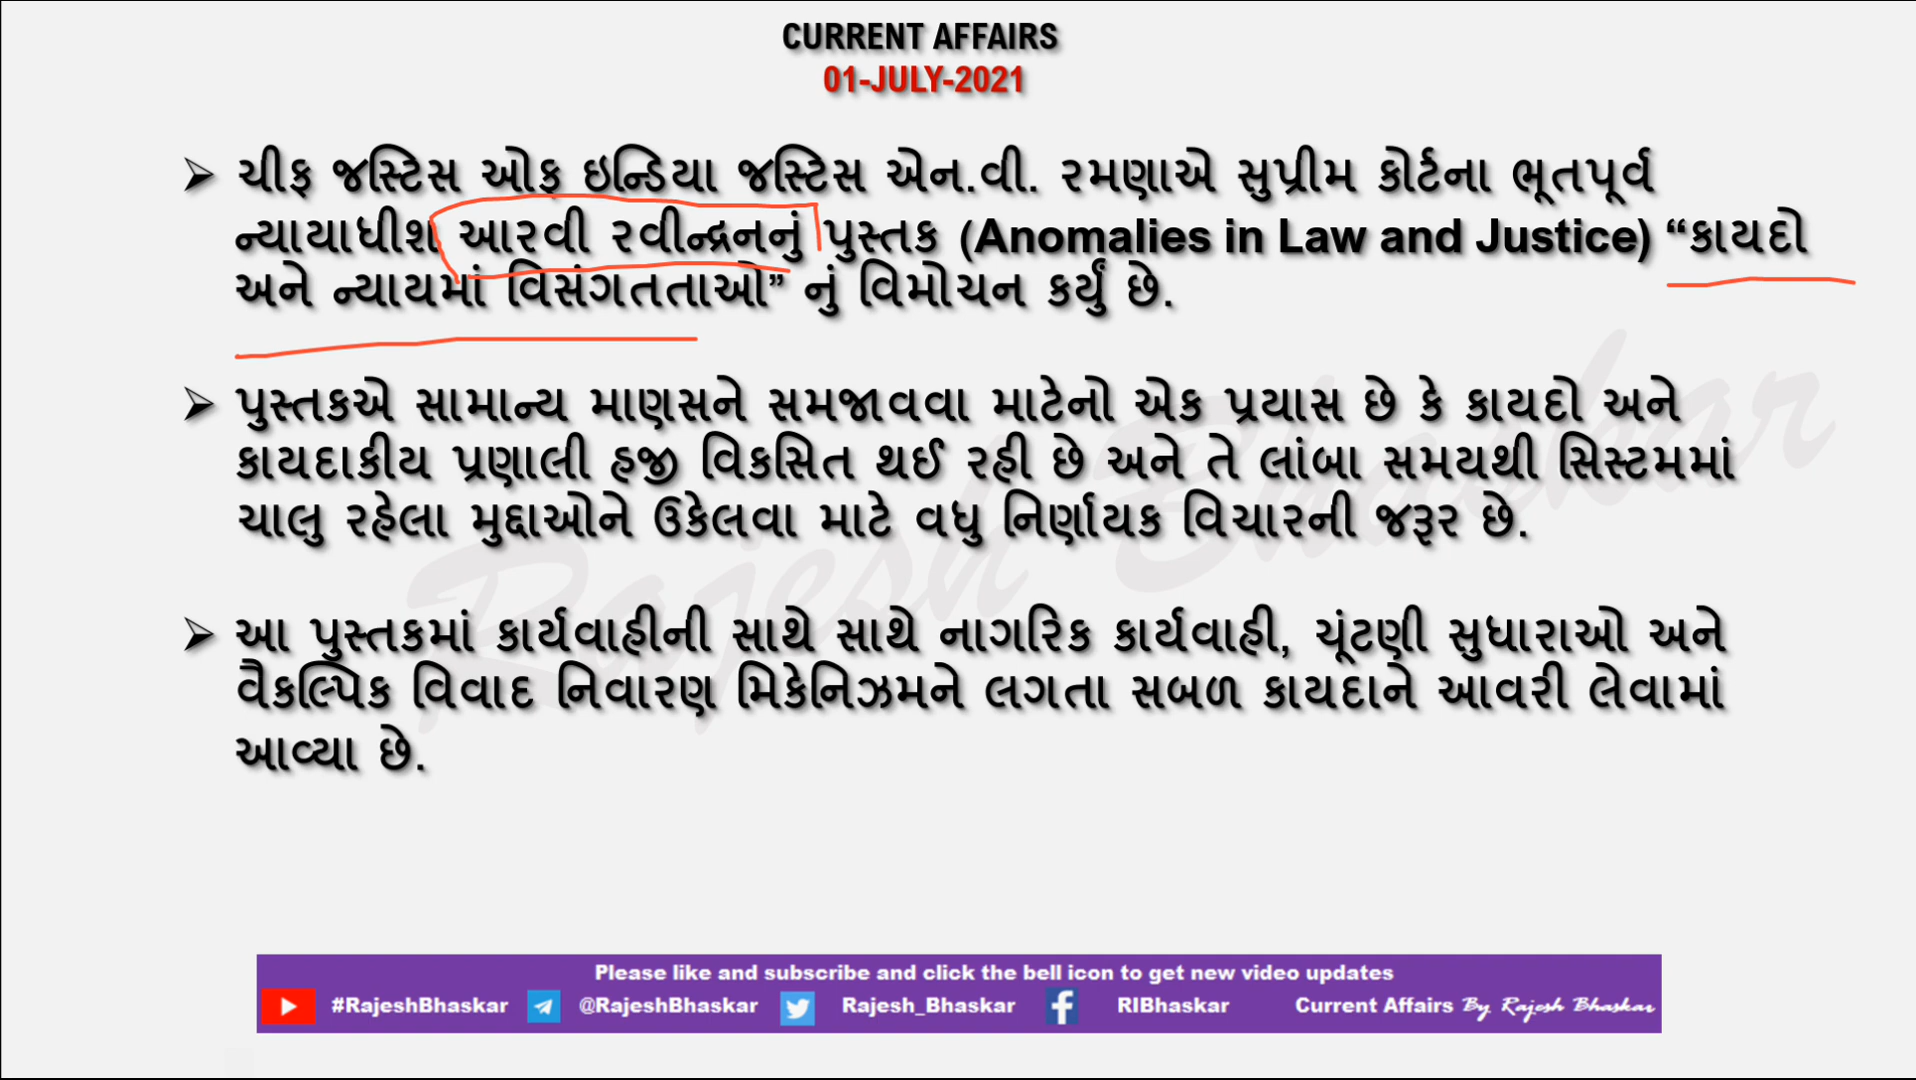 CURRENT AFFAIRS
01-JULY-2021
ચીફ જસ્ટિસ ઓફ ઇન્ડિયા જસ્ટિસ એન.વી. રમણાએ સુપ્રીમ કોર્ટના ભૂતપૂર્વ
ન્યાયાધીશ આરવી રવીન્દ્રનનું પુસ્તક (Anomalies in Law and Justice) “કાયદો
અને ન્યાયમાં વિસંગતતાઓ” નું વિમોચન કર્યું છે.
પુસ્તકએ સામાન્ય માણસને સમજાવવા માટેનો એક પ્રયાસ છે કે કાયદો અને
કાયદાકીય પ્રણાલી હજી વિકસિત થઈ રહી છે અને તે લાંબા સમયથી સિસ્ટમમાં
ચાલુ રહેલા મુદ્દાઓને ઉકેલવા માટે વધુ નિર્ણાયક વિચારની જરૂર છે.
આ પુસ્તકમાં કાર્યવાહીની સાથે સાથે નાગરિક કાર્યવાહી, ચૂંટણી સુધારાઓ અને
વૈકલ્પિક વિવાદ નિવારણ મિકેનિઝમને લગતા સબળ કાયદાને આવરી લેવામાં
આવ્યા છે.
Rajesh Bhaskar
Please like and subscribe and click the bell icon to get new video updates
#RajeshBhaskar @RajeshBhaskar Rajesh_Bhaskar RIBhaskar Current Affairs By Rajesh Bhaskar